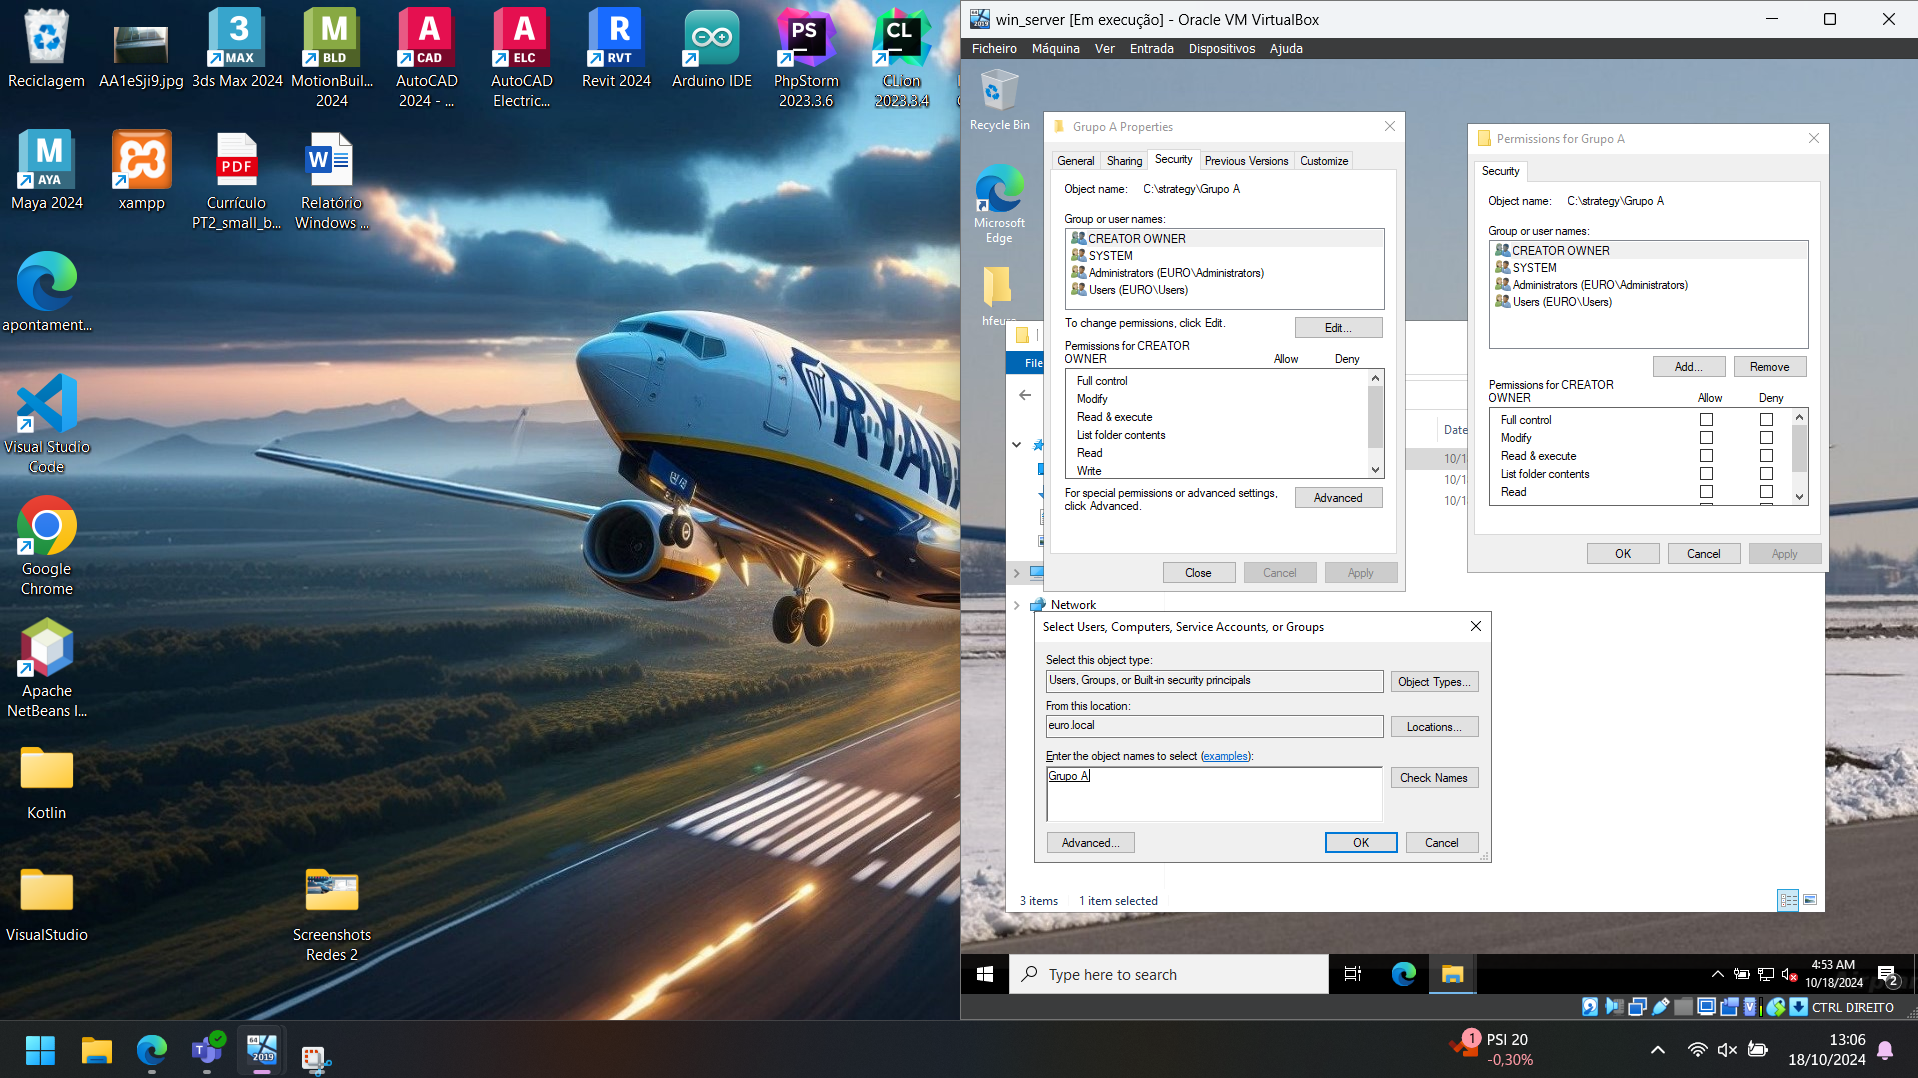 Reciclagem
AA1eSji9.jpg
3ds Max 2024
MotionBuil...
2024
AutoCAD
2024 - ...
AutoCAD
Electric...
Revit 2024
Arduino IDE
PhpStorm
2023.3.6
CLion
2023.3.4
3
MAX
M
BLD
A
CAD
A
ELC
R
RVT
PS
CL
M
AYA
PDF
W
Maya 2024
xampp
Currículo
PT2_small_b...
Relatório
Windows ...
apontament...
Visual Studio
Code
Google
Chrome
Apache
NetBeans I...
Kotlin
VisualStudio
Screenshots
Redes 2
RYANA
win_server [Em execução] - Oracle VM VirtualBox
Ficheiro Máquina Ver Entrada Dispositivos Ajuda
Recycle Bin
Microsoft
Edge
hfeuro
File
Grupo A Properties
General Sharing Security Previous Versions Customize
Object name: C:\strategy\Grupo A
Group or user names:
CREATOR OWNER
SYSTEM
Administrators (EURO\Administrators)
Users (EURO\Users)
To change permissions, click Edit.
Edit...
Permissions for CREATOR
OWNER
Allow Deny
Full control
Modify
Read & execute
List folder contents
Read
Write
For special permissions or advanced settings,
click Advanced.
Advanced
Close Cancel Apply
Date
10/1
10/1
10/1
Permissions for Grupo A
Security
Object name: C:\strategy\Grupo A
Group or user names:
CREATOR OWNER
SYSTEM
Administrators (EURO\Administrators)
Users (EURO\Users)
Add... Remove
Permissions for CREATOR
OWNER
Allow Deny
Full control
Modify
Read & execute
List folder contents
Read
OK Cancel Apply
Network
Select Users, Computers, Service Accounts, or Groups
Select this object type:
Users, Groups, or Built-in security principals
Object Types...
From this location:
euro.local
Locations...
Enter the object names to select (examples):
Grupo A
Check Names
Advanced...
OK Cancel
3 items 1 item selected
Type here to search
4:53 AM
10/18/2024
2
CTRL DIREITO
64
2019
1
PSI 20
-0,30%
13:06
18/10/2024